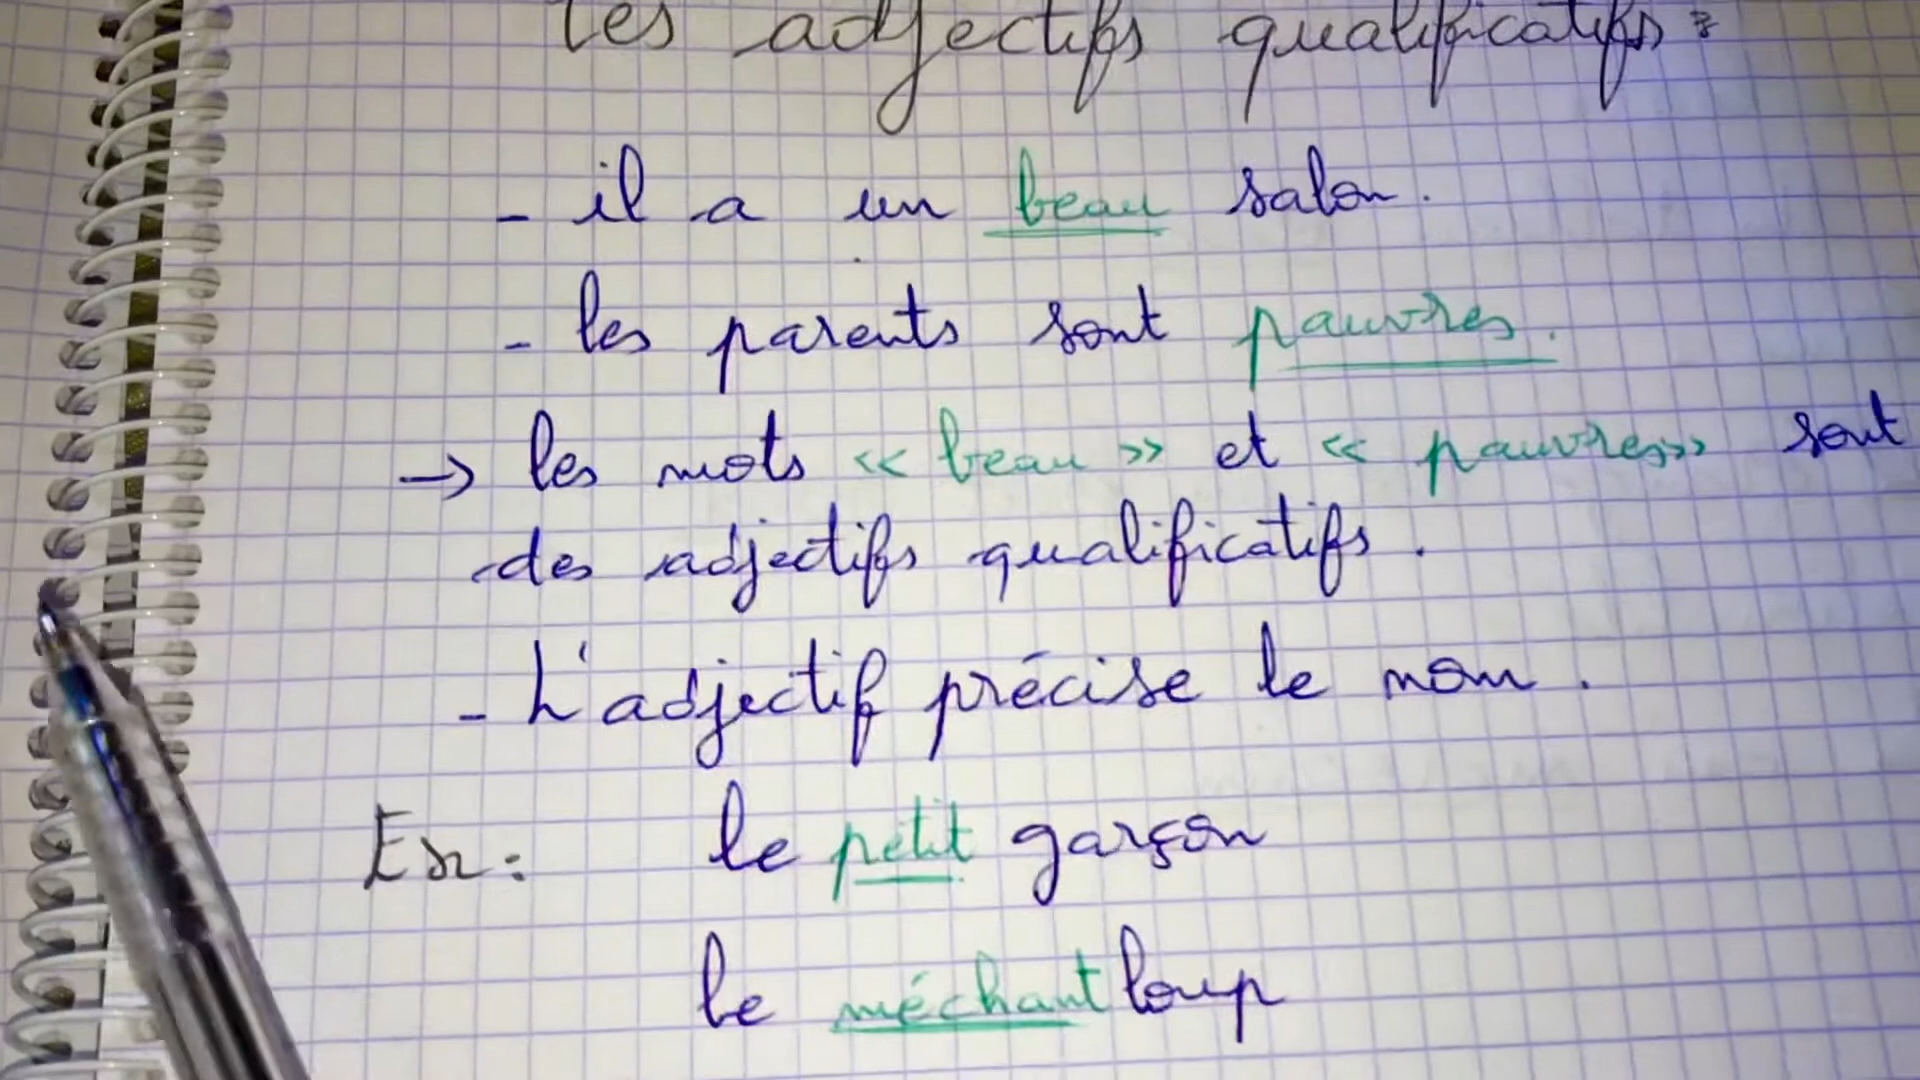 les adjectifs qualificatifs :
- il a un beau salon.
- les parents sont pauvres.
→ les mots « beau » et « pauvres » sont
des adjectifs qualificatifs.
- L'adjectif précise le nom.
Ex : le petit garçon
le méchant loup